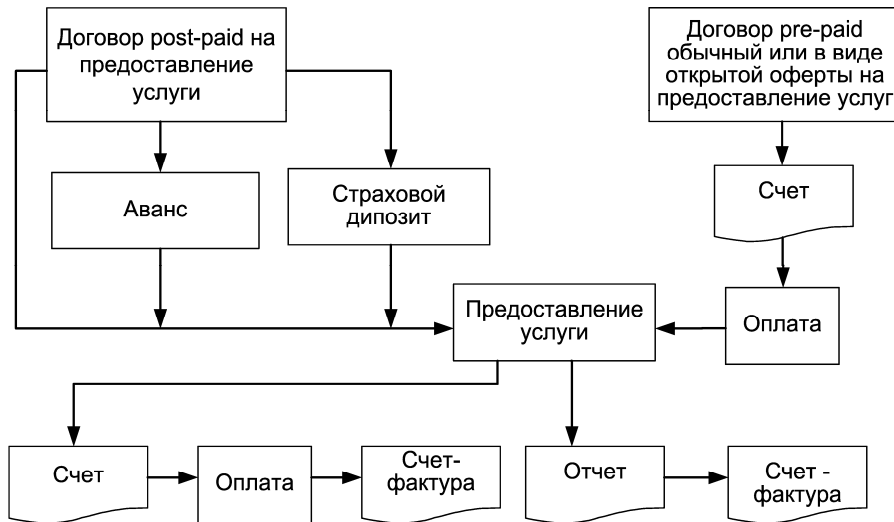 Договор post-paid на
предоставление
услуги
Договор pre-paid
обычный или в виде
открытой оферты на
предоставление услуг
Аванс
Страховой
дипозит
Счет
Предоставление
услуги
Оплата
Счет
Оплата
Счет-
фактура
Отчет
Счет -
фактура